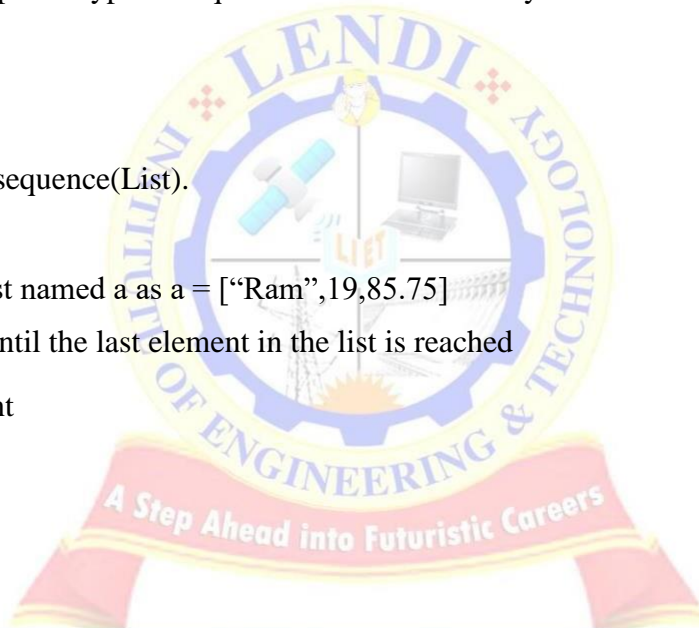 sequence(List).
st named a as a = [“Ram”,19,85.75]
ntil the last element in the list is reached
nt
LENDI
INSTITUTE OF ENGINEERING & TECHNOLOGY
LIET
A Step Ahead into Futuristic Careers